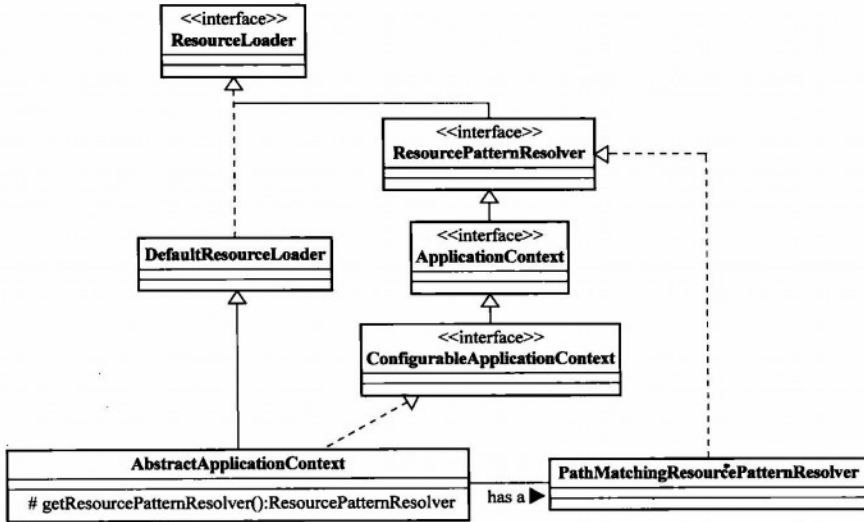 <<interface>>
ResourceLoader
<<interface>>
ResourcePatternResolver
<<interface>>
ApplicationContext
DefaultResourceLoader
<<interface>>
ConfigurableApplicationContext
AbstractApplicationContext
# getResourcePatternResolver():ResourcePatternResolver
has a
PathMatchingResourcePatternResolver